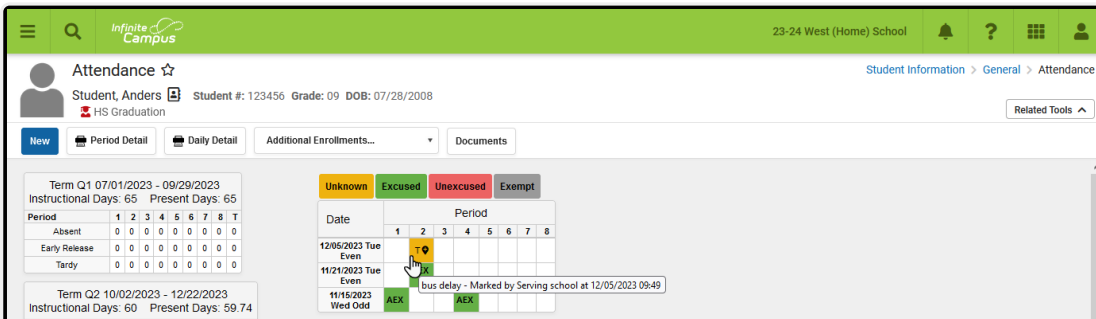 Infinite Campus
23-24 West (Home) School
?
Attendance
Student Information > General > Attendance
Student, Anders Student #: 123456 Grade: 09 DOB: 07/28/2008
HS Graduation
Related Tools
New Period Detail Daily Detail Additional Enrollments... Documents
Term Q1 07/01/2023 - 09/29/2023
Instructional Days: 65 Present Days: 65
Period 1 2 3 4 5 6 7 8 T
Absent 0 0 0 0 0 0 0 0 0
Early Release 0 0 0 0 0 0 0 0 0
Tardy 0 0 0 0 0 0 0 0 0
Term Q2 10/02/2023 - 12/22/2023
Instructional Days: 60 Present Days: 59.74
Unknown Excused Unexcused Exempt
Date Period
1 2 3 4 5 6 7 8
12/05/2023 Tue
Even T
11/21/2023 Tue
Even
bus delay - Marked by Serving school at 12/05/2023 09:49
11/15/2023
Wed Odd AEX AEX